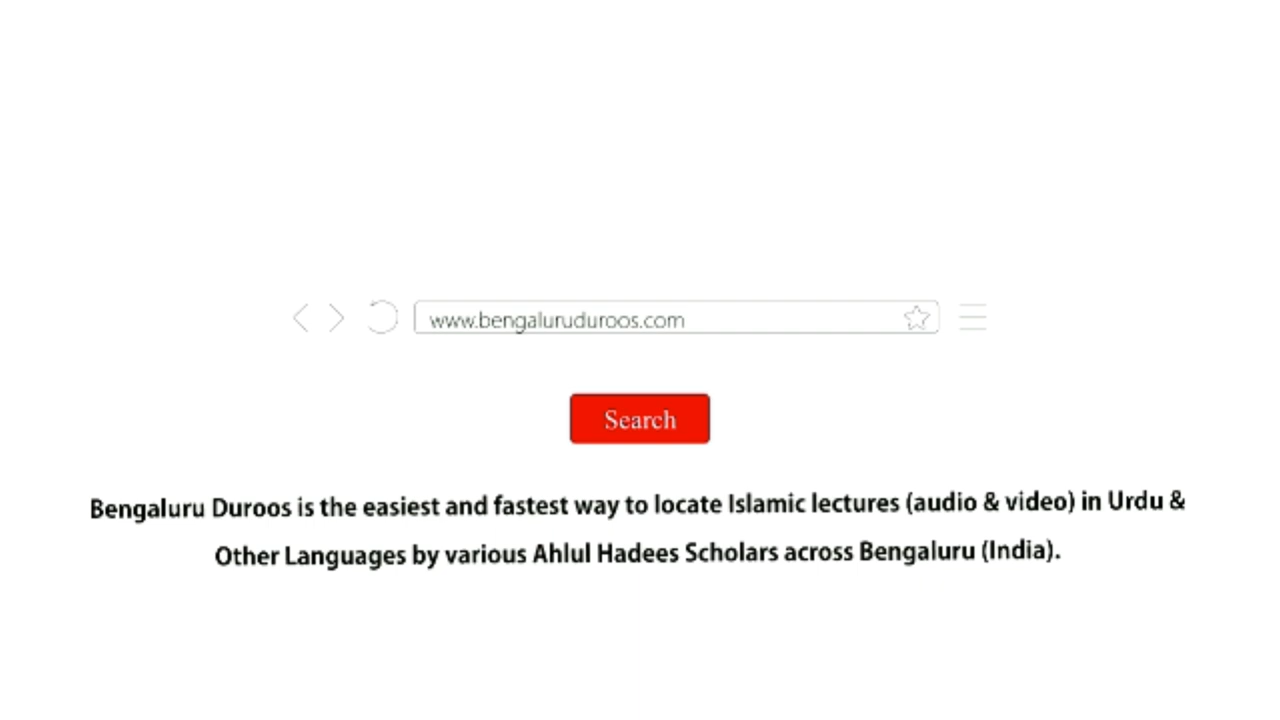 www.bengaluruduroos.com
Search
Bengaluru Duroos is the easiest and fastest way to locate Islamic lectures (audio & video) in Urdu &
Other Languages by various Ahlul Hadees Scholars across Bengaluru (India).